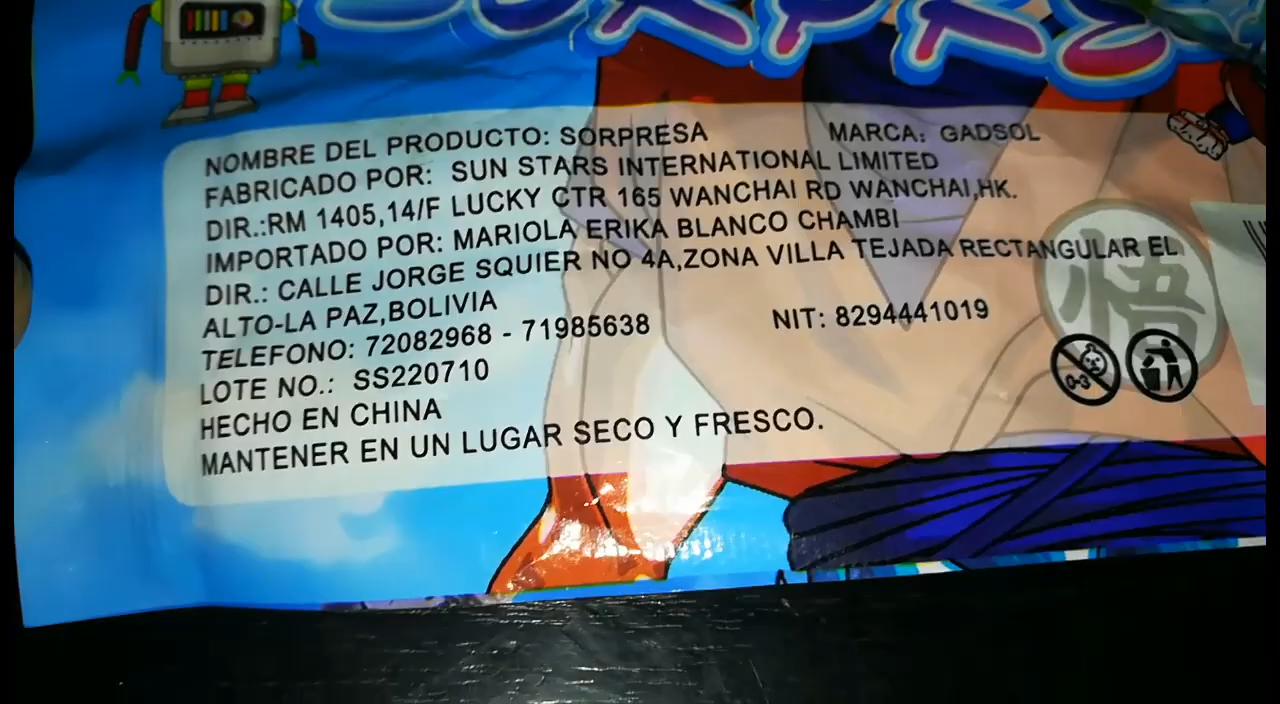 SORPRE
NOMBRE DEL PRODUCTO: SORPRESA MARCA: GADSOL
FABRICADO POR: SUN STARS INTERNATIONAL LIMITED
DIR.:RM 1405,14/F LUCKY CTR 165 WANCHAI RD WANCHAI,HK.
IMPORTADO POR: MARIOLA ERIKA BLANCO CHAMBI
DIR.: CALLE JORGE SQUIER NO 4A,ZONA VILLA TEJADA RECTANGULAR EL
ALTO-LA PAZ,BOLIVIA
TELEFONO: 72082968 - 71985638 NIT: 8294441019
LOTE NO.: SS220710
HECHO EN CHINA
MANTENER EN UN LUGAR SECO Y FRESCO.
悟
0-3